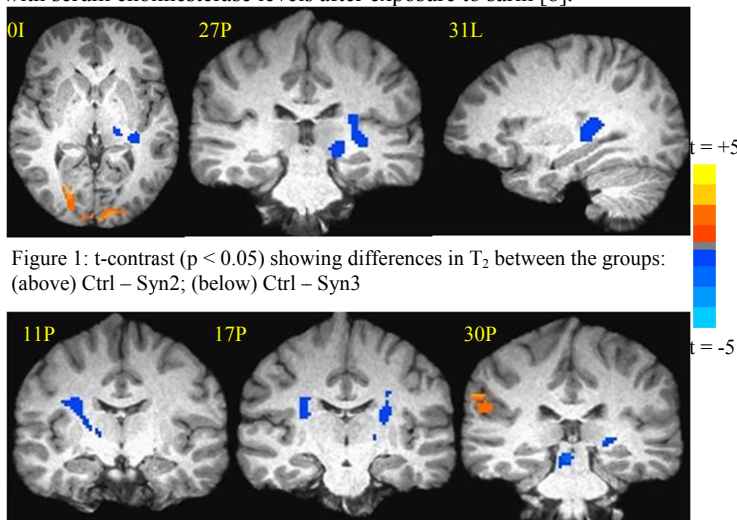 with serum cholinesterase levels after exposure to sarin [8].
0I 27P 31L
t = +5
Figure 1: t-contrast (p < 0.05) showing differences in T₂ between the groups:
(above) Ctrl – Syn2; (below) Ctrl – Syn3
11P 17P 30P
t = -5